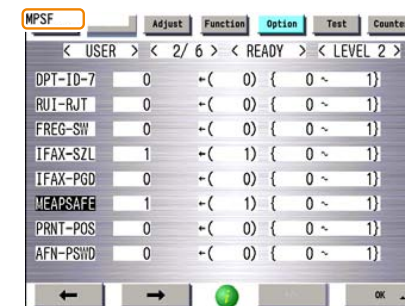 MPSF Adjust Function Option Test Counte
< USER > < 2/ 6 > < READY > < LEVEL 2 >
DPT-ID-7 0 ←( 0) { 0 ~ 1}
RUI-RJT 0 ←( 0) { 0 ~ 1}
FREG-SW 0 ←( 0) { 0 ~ 1}
IFAX-SZL 1 ←( 1) { 0 ~ 1}
IFAX-PGD 0 ←( 0) { 0 ~ 1}
MEAPSAFE 1 ←( 1) { 0 ~ 1}
PRNT-POS 0 ←( 0) { 0 ~ 1}
AFN-PSWD 0 ←( 0) { 0 ~ 1}
← → i OK